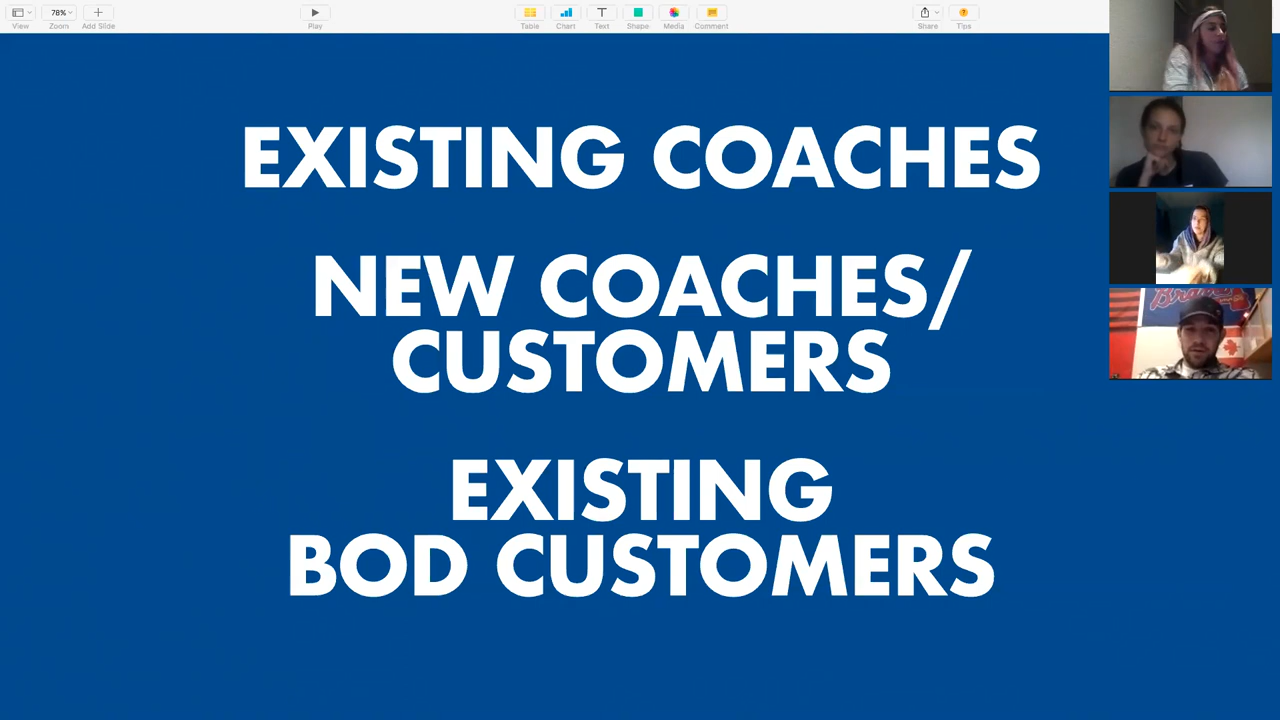 View
78%
Zoom
Add Slide
Play
Table
Chart
Text
Shape
Media
Comment
Share
Tips
EXISTING COACHES
NEW COACHES/
CUSTOMERS
EXISTING
BOD CUSTOMERS
Braves